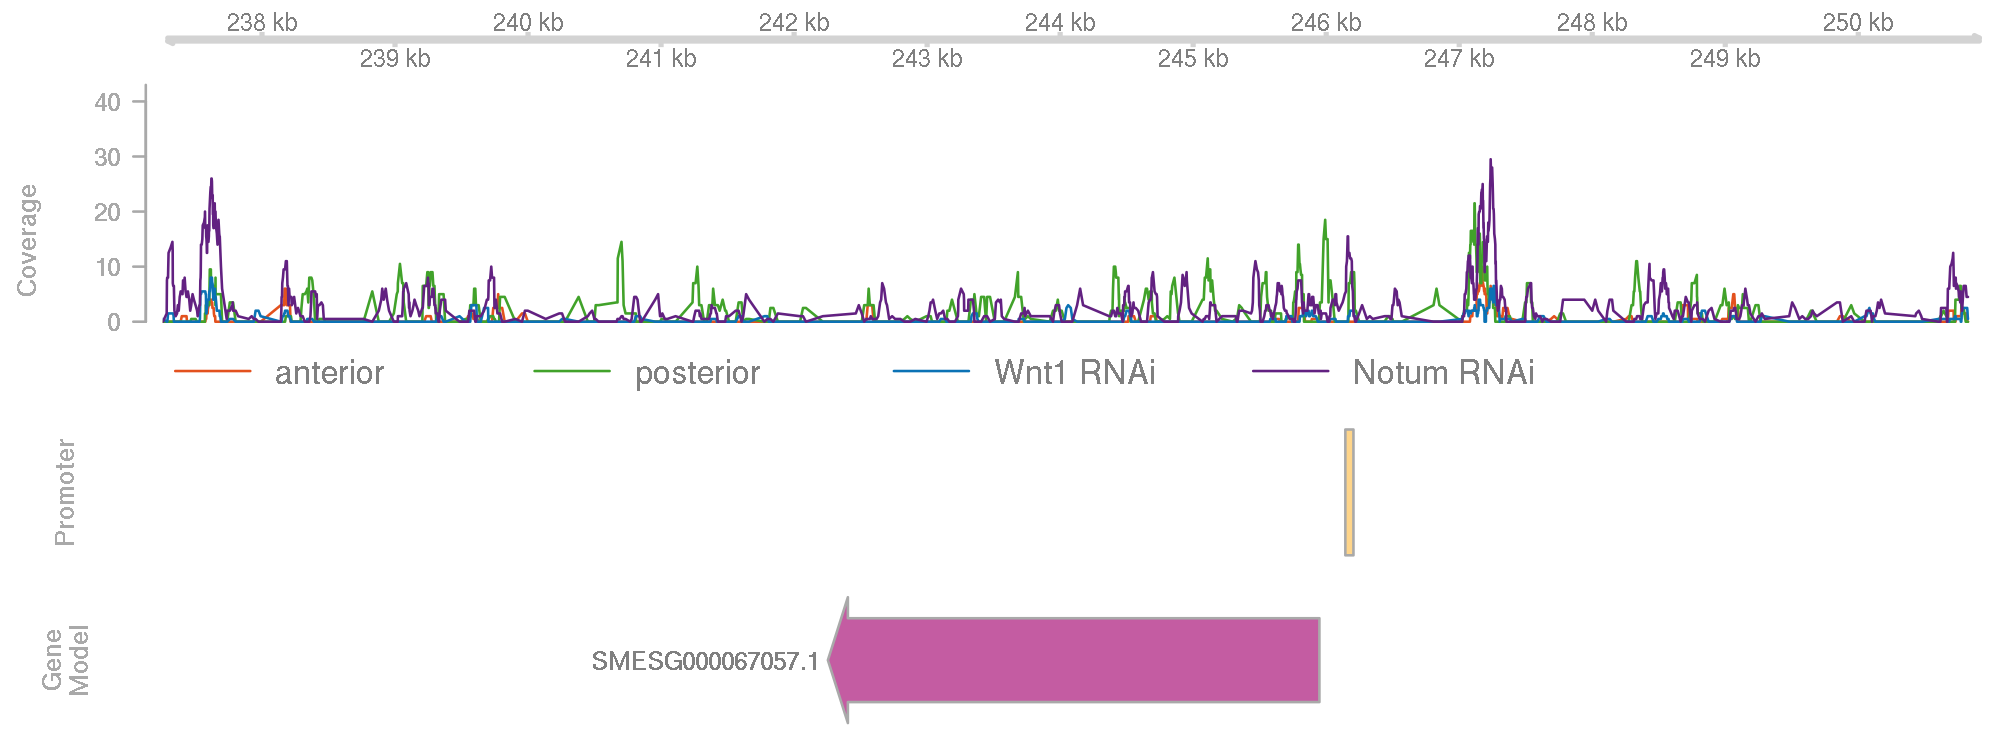 238 kb 240 kb 242 kb 244 kb 246 kb 248 kb 250 kb
239 kb 241 kb 243 kb 245 kb 247 kb 249 kb
40
30
20
10
0
Coverage
anterior posterior Wnt1 RNAi Notum RNAi
Promoter
Gene
Model
SMESG000067057.1